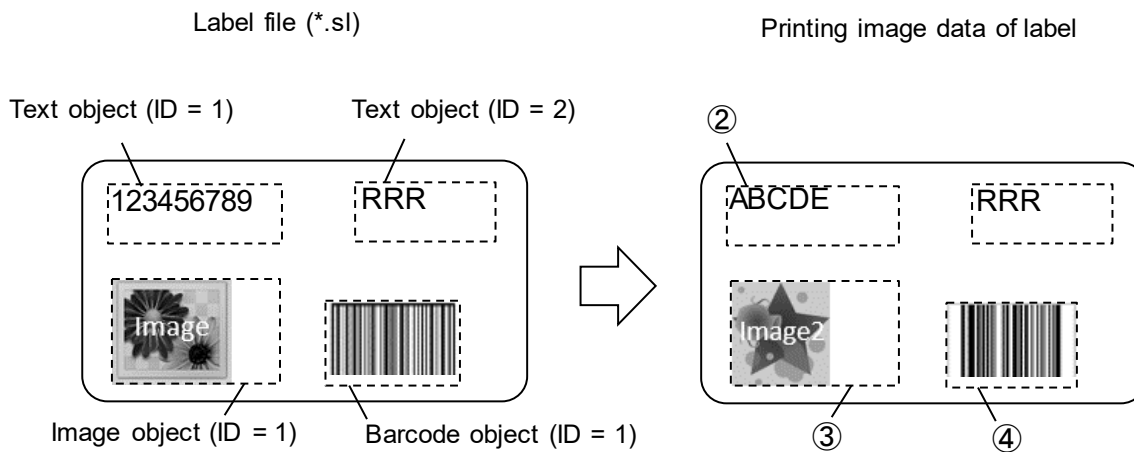 Label file (*.sl)
Printing image data of label
Text object (ID = 1)
Text object (ID = 2)
②
123456789
RRR
ABCDE
RRR
Image
Image2
Image object (ID = 1)
Barcode object (ID = 1)
③
④